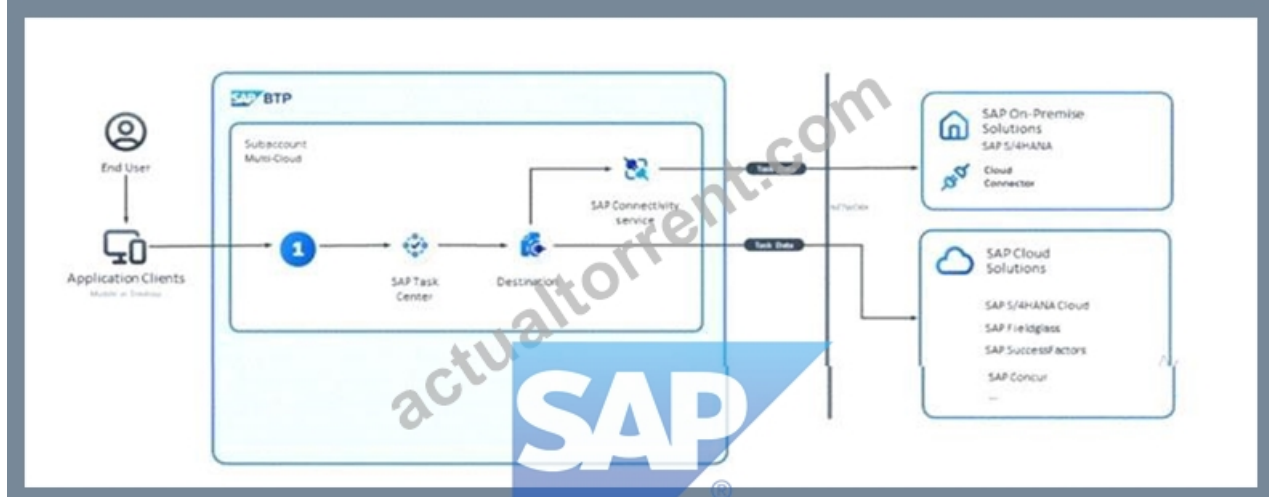 SAP BTP
Subaccount
Multi-Cloud
End User
Application Clients
1
SAP Task
Center
Destination
SAP Connectivity
service
Task
Task Data
NETWORK
SAP On-Premise
Solutions
SAP S/4HANA
Cloud
Connector
SAP Cloud
Solutions
SAP S/4HANA Cloud
SAP Fieldglass
SAP SuccessFactors
SAP Concur
...
actualtorrent.com
SAP
®